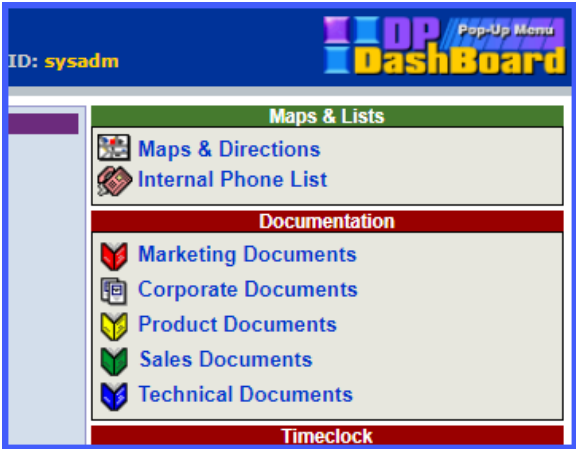 DP Pop-Up Menu
DashBoard
ID: sysadm
Maps & Lists
Maps & Directions
Internal Phone List
Documentation
Marketing Documents
Corporate Documents
Product Documents
Sales Documents
Technical Documents
Timeclock